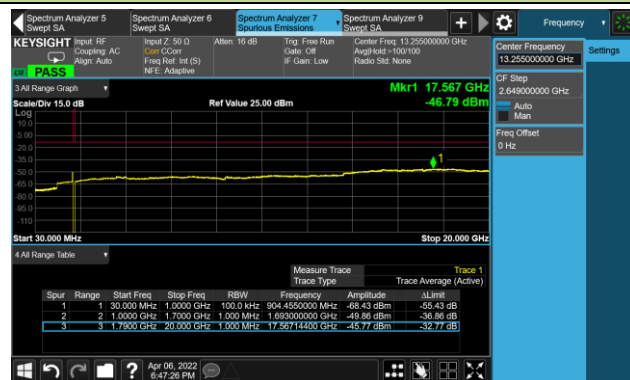 Spectrum Analyzer 5 Swept SA
Spectrum Analyzer 6 Swept SA
Spectrum Analyzer 7 Spurious Emissions
Spectrum Analyzer 9 Swept SA
Frequency
KEYSIGHT Input: RF Input Z: 50 Ω Atten: 16 dB Trig: Free Run Center Freq: 13.255000000 GHz
Coupling: AC Corr CCorr Gate: Off Avg|Hold:>100/100
Align: Auto Freq Ref: Int (S) IF Gain: Low Radio Std: None
NFE: Adaptive
PASS
Center Frequency
13.255000000 GHz
Settings
CF Step
2.649000000 GHz
Auto
Man
Freq Offset
0 Hz
3 All Range Graph
Mkr1 17.567 GHz
Scale/Div 15.0 dB Ref Value 25.00 dBm -46.79 dBm
Log
10.0
-5.00
-20.0
-35.0
-50.0
-65.0
-80.0
-95.0
-110
1
Start 30.000 MHz Stop 20.000 GHz
4 All Range Table
Measure Trace Trace 1
Trace Type Trace Average (Active)
Spur Range Start Freq Stop Freq RBW Frequency Amplitude ΔLimit
1 1 30.000 MHz 1.0000 GHz 100.0 kHz 904.4550000 MHz -68.43 dBm -55.43 dB
2 2 1.0000 GHz 1.7000 GHz 1.000 MHz 1.693000000 GHz -49.86 dBm -36.86 dB
3 3 1.7900 GHz 20.000 GHz 1.000 MHz 17.56714400 GHz -45.77 dBm -32.77 dB
Apr 06, 2022
6:47:26 PM